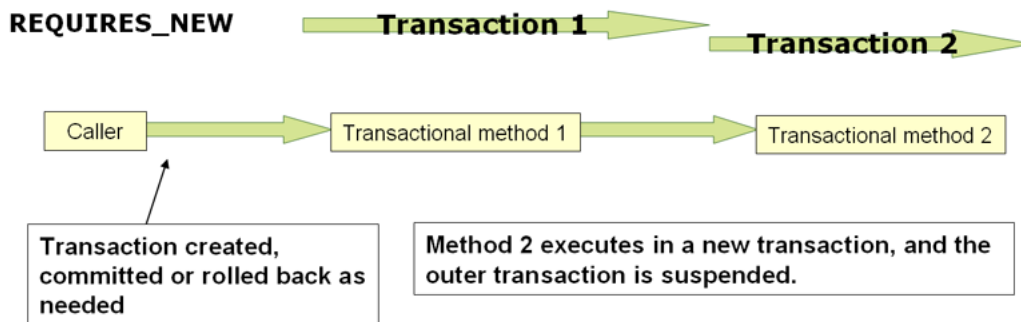 REQUIRES_NEW
Transaction 1
Transaction 2
Caller
Transactional method 1
Transactional method 2
Transaction created,
committed or rolled back as
needed
Method 2 executes in a new transaction, and the
outer transaction is suspended.